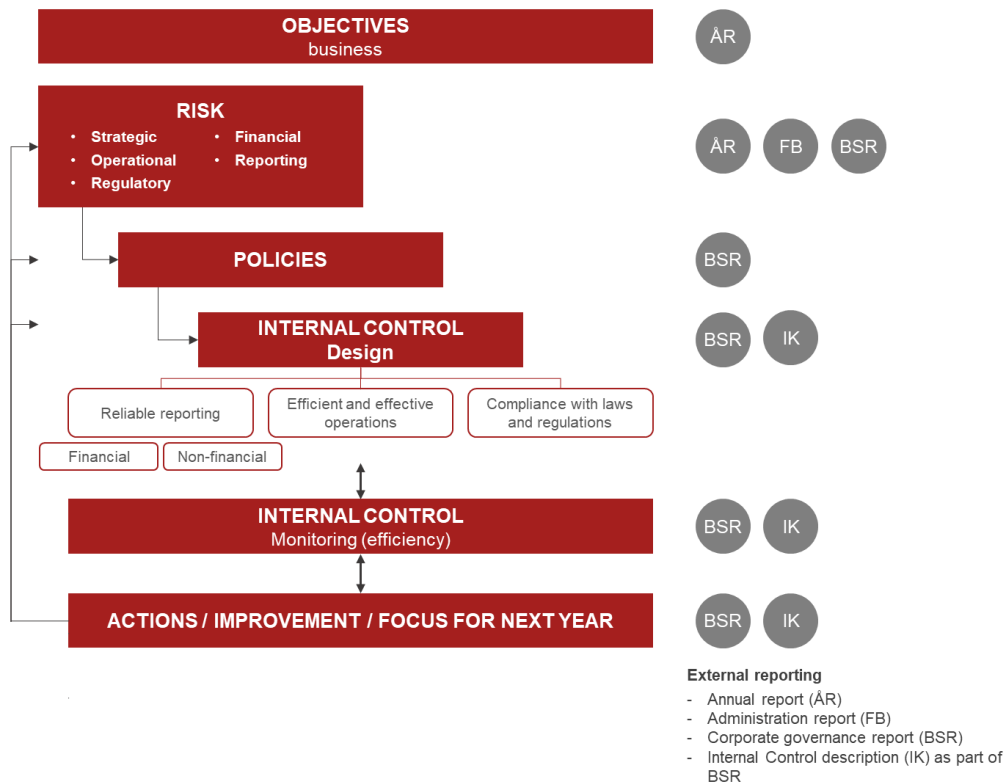 OBJECTIVES
business
ÅR
RISK
• Strategic
• Operational
• Regulatory
• Financial
• Reporting
ÅR
FB
BSR
POLICIES
BSR
INTERNAL CONTROL
Design
BSR
IK
Reliable reporting
Efficient and effective
operations
Compliance with laws
and regulations
Financial
Non-financial
INTERNAL CONTROL
Monitoring (efficiency)
BSR
IK
ACTIONS / IMPROVEMENT / FOCUS FOR NEXT YEAR
BSR
IK
External reporting
- Annual report (ÅR)
- Administration report (FB)
- Corporate governance report (BSR)
- Internal Control description (IK) as part of
BSR